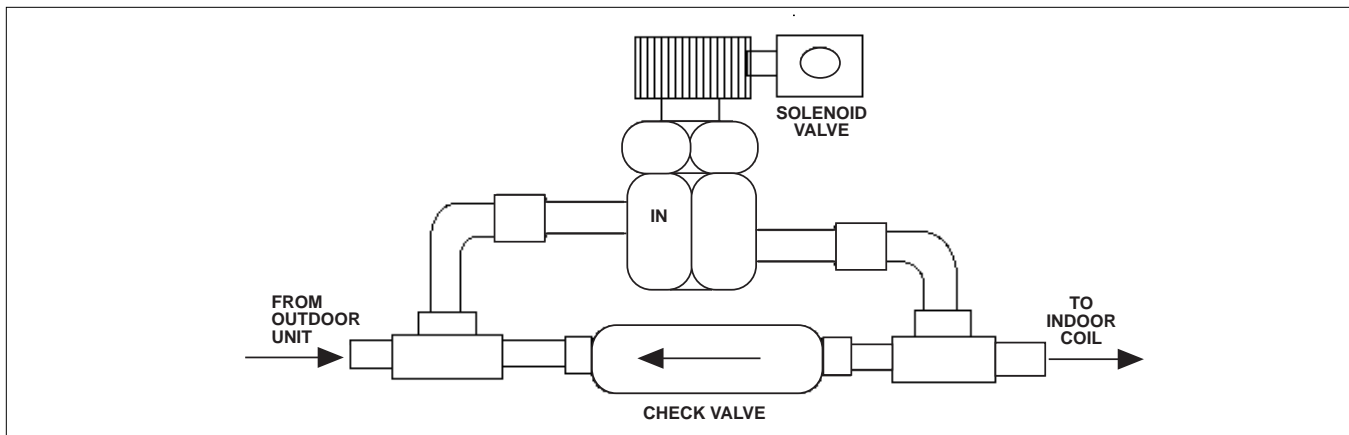 SOLENOID
VALVE
IN
FROM
OUTDOOR
UNIT
TO
INDOOR
COIL
CHECK VALVE